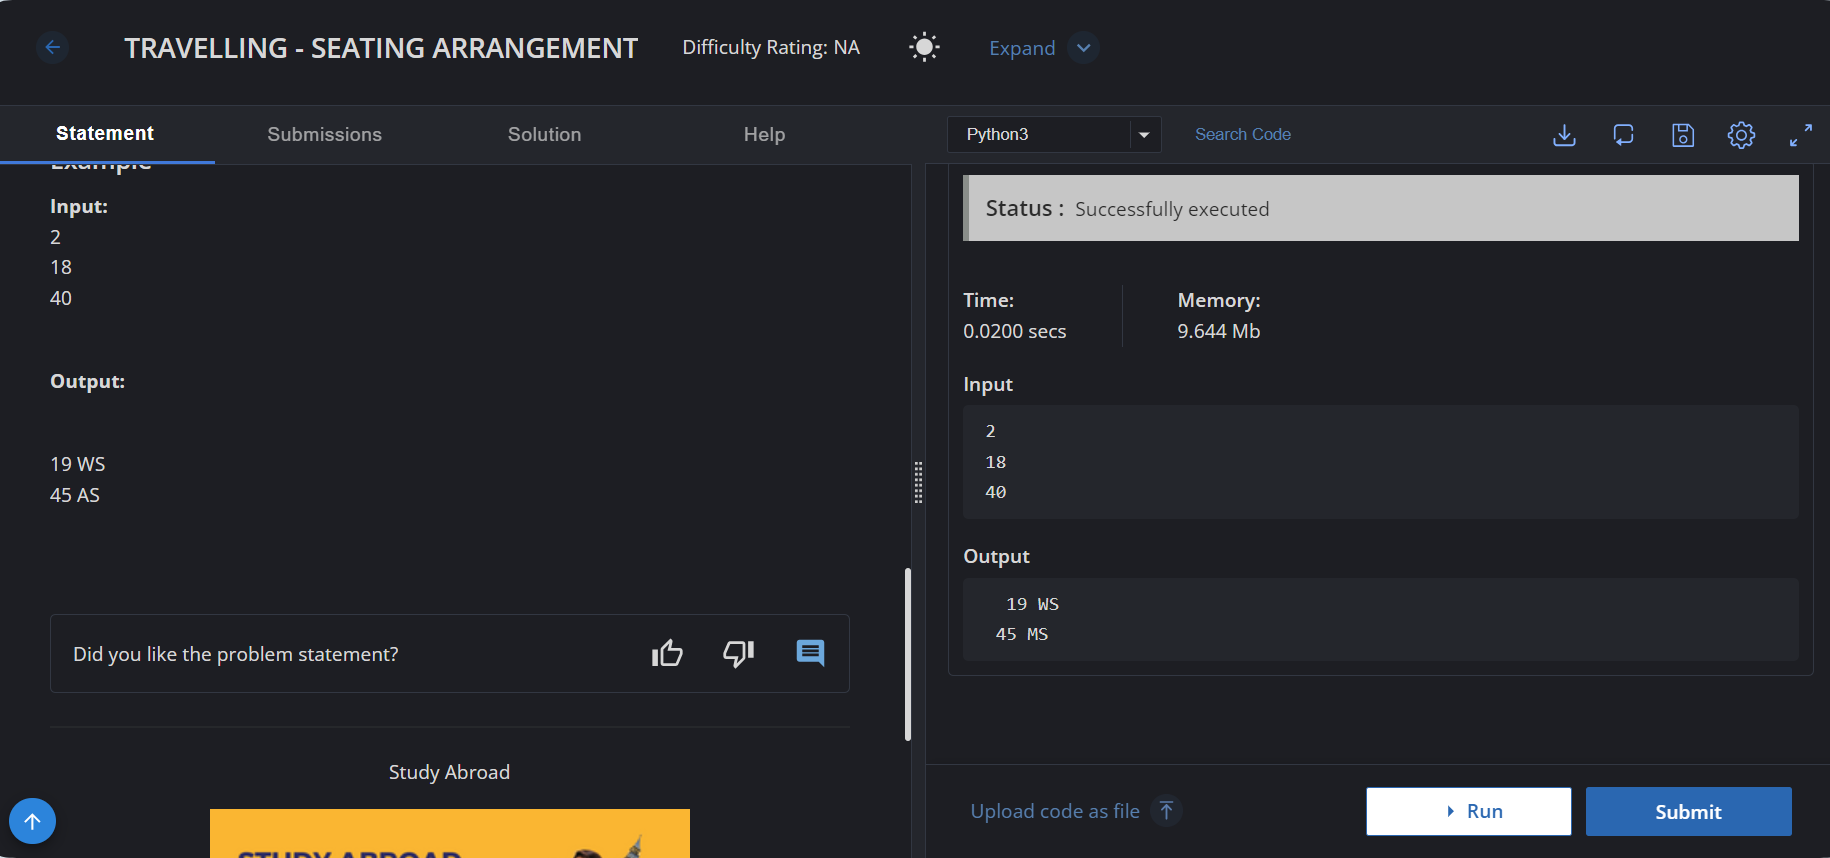 TRAVELLING - SEATING ARRANGEMENT
Difficulty Rating: NA
Expand
Statement
Submissions
Solution
Help
Example
Input:
2
18
40
Output:
19 WS
45 AS
Did you like the problem statement?
Study Abroad
STUDY ABROAD
Python3
Search Code
Status : Successfully executed
Time:
0.0200 secs
Memory:
9.644 Mb
Input
2
18
40
Output
19 WS
45 MS
Upload code as file
Run
Submit